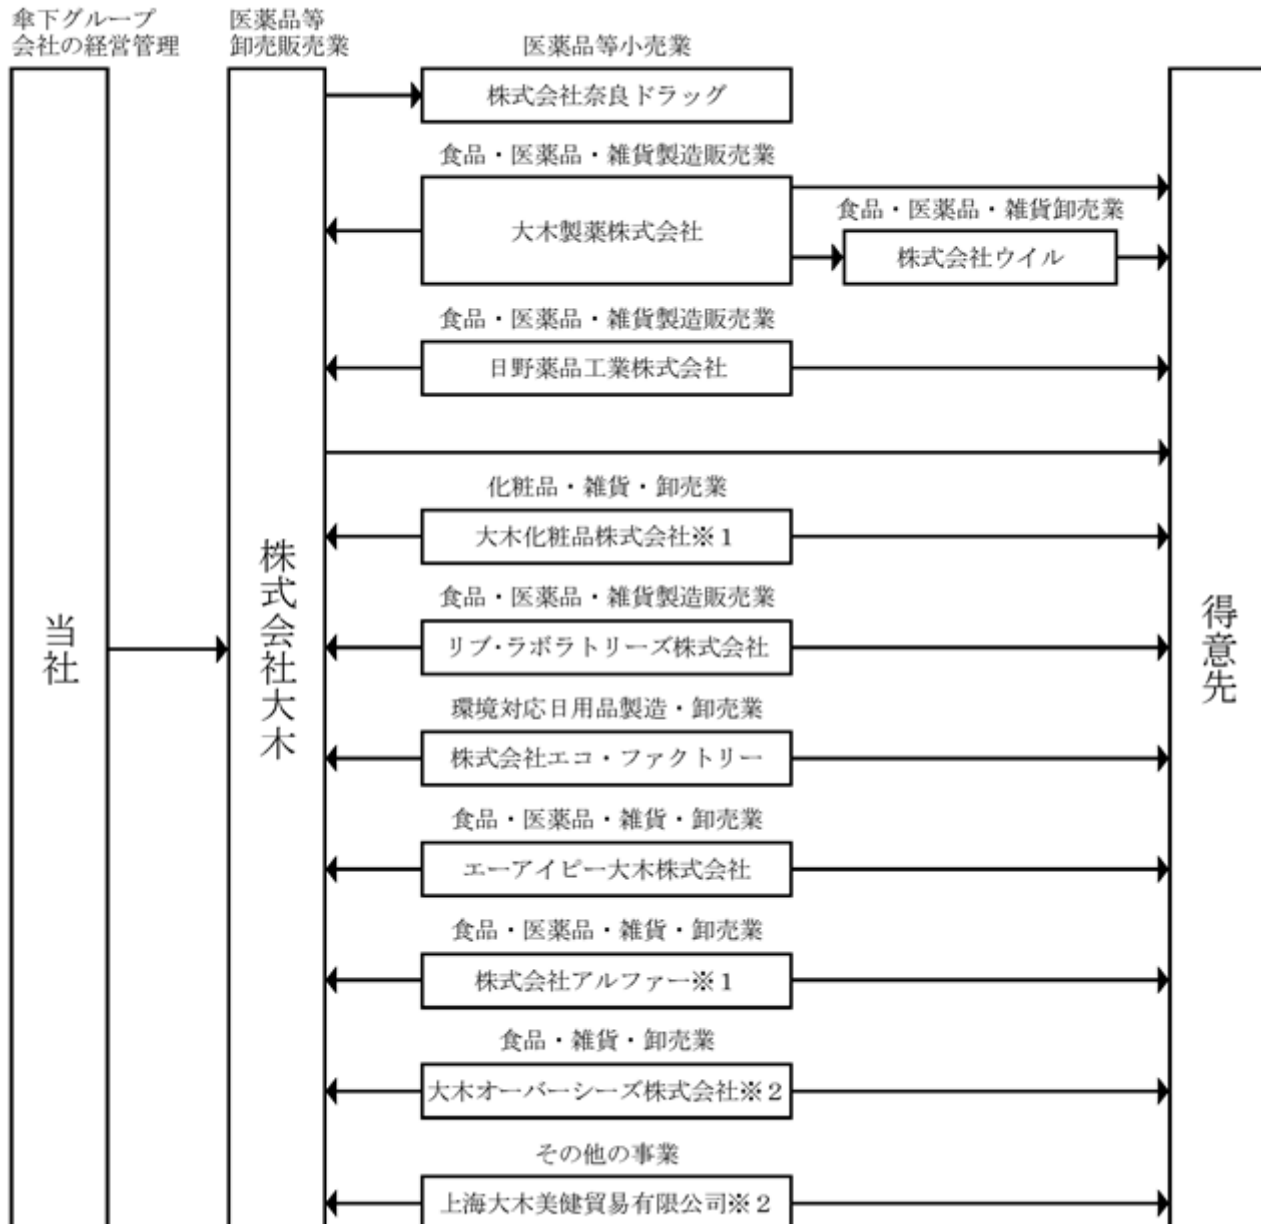 傘下グループ
会社の経営管理
医薬品等
卸売販売業
医薬品等小売業
株式会社奈良ドラッグ
食品・医薬品・雑貨製造販売業
大木製薬株式会社
食品・医薬品・雑貨卸売業
株式会社ウイル
食品・医薬品・雑貨製造販売業
日野薬品工業株式会社
化粧品・雑貨・卸売業
大木化粧品株式会社※1
食品・医薬品・雑貨製造販売業
リブ・ラボラトリーズ株式会社
環境対応日用品製造・卸売業
株式会社エコ・ファクトリー
食品・医薬品・雑貨・卸売業
エーアイピー大木株式会社
食品・医薬品・雑貨・卸売業
株式会社アルファー※1
食品・雑貨・卸売業
大木オーバーシーズ株式会社※2
その他の事業
上海大木美健貿易有限公司※2
当社
株式会社大木
得意先